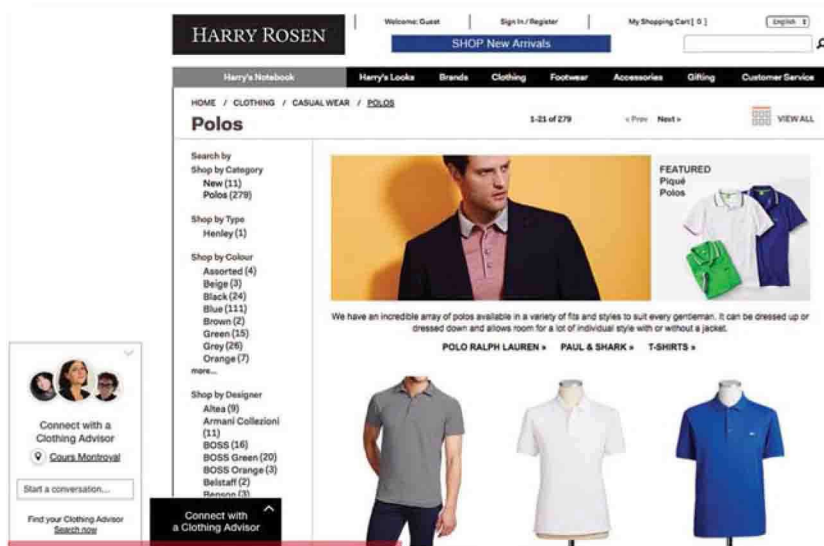 HARRY ROSEN
Welcome: Guest
Sign In / Register
My Shopping Cart [ 0 ]
English
SHOP New Arrivals
Harry's Notebook
Harry's Looks
Brands
Clothing
Footwear
Accessories
Gifting
Customer Service
HOME / CLOTHING / CASUAL WEAR / POLOS
Polos
1-21 of 279
« Prev Next »
VIEW ALL
Search by
Shop by Category
New (11)
Polos (279)
Shop by Type
Henley (1)
Shop by Colour
Assorted (4)
Beige (3)
Black (24)
Blue (111)
Brown (2)
Green (15)
Grey (26)
Orange (7)
more...
Shop by Designer
Altea (9)
Armani Collezioni
(11)
BOSS (16)
BOSS Green (20)
BOSS Orange (3)
Belstaff (2)
Benson (3)
FEATURED
Piqué
Polos
We have an incredible array of polos available in a variety of fits and styles to suit every gentleman. It can be dressed up or
dressed down and allows room for a lot of individual style with or without a jacket.
POLO RALPH LAUREN » PAUL & SHARK » T-SHIRTS »
Connect with a
Clothing Advisor
Cours Montroyal
Start a conversation...
Find your Clothing Advisor
Search now
Connect with
a Clothing Advisor